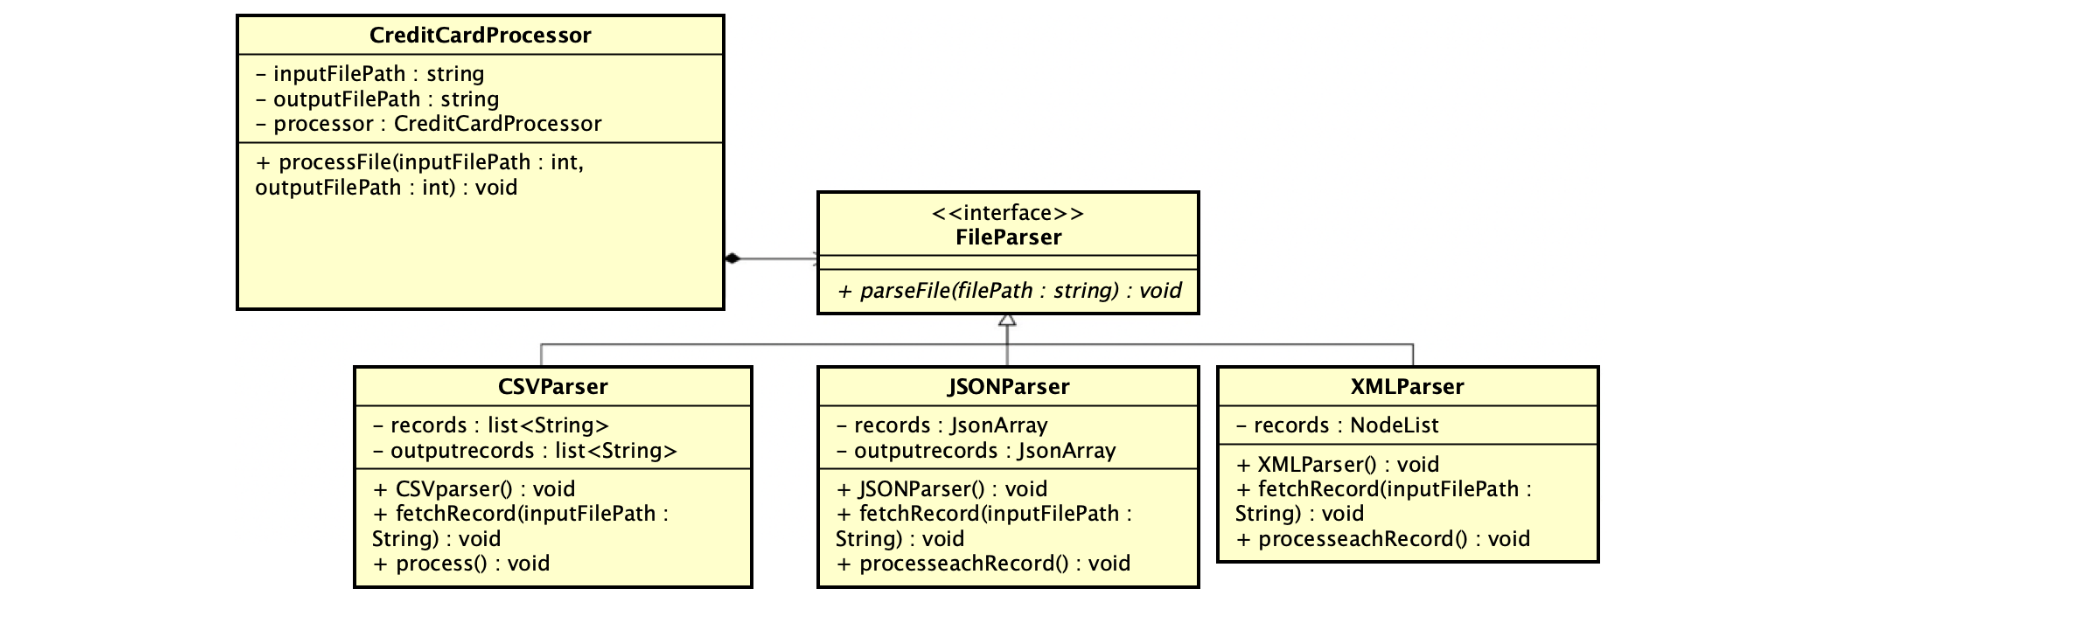 CreditCardProcessor
– inputFilePath : string
– outputFilePath : string
– processor : CreditCardProcessor
+ processFile(inputFilePath : int,
outputFilePath : int) : void
<<interface>>
FileParser
+ parseFile(filePath : string) : void
CSVParser
– records : list<String>
– outputrecords : list<String>
+ CSVparser() : void
+ fetchRecord(inputFilePath :
String) : void
+ process() : void
JSONParser
– records : JsonArray
– outputrecords : JsonArray
+ JSONParser() : void
+ fetchRecord(inputFilePath :
String) : void
+ processeachRecord() : void
XMLParser
– records : NodeList
+ XMLParser() : void
+ fetchRecord(inputFilePath :
String) : void
+ processeachRecord() : void